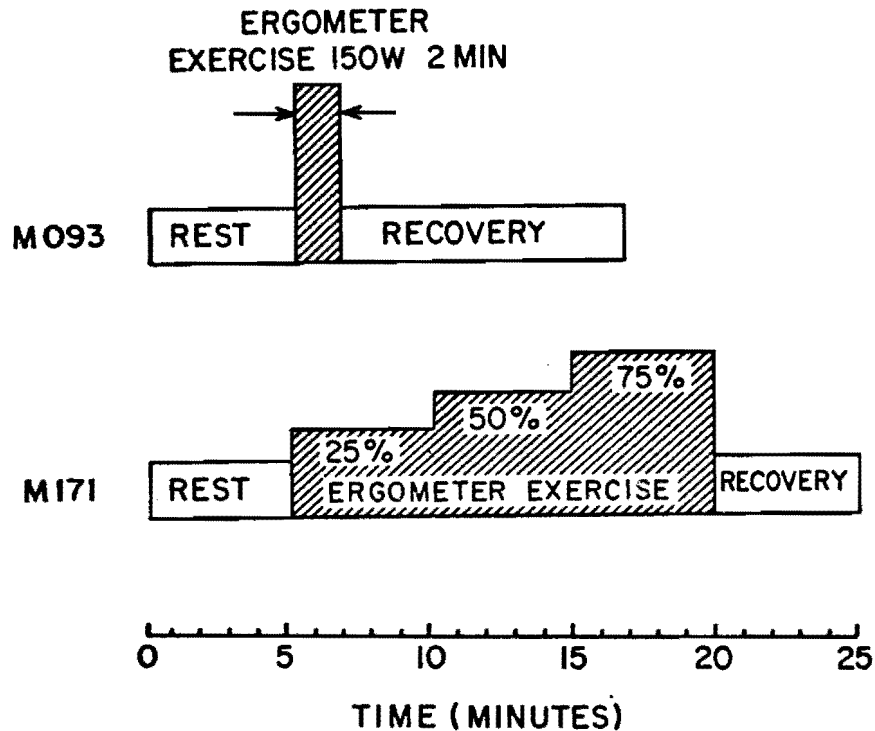 ERGOMETER
EXERCISE 150W 2 MIN
M093 REST RECOVERY
75%
50%
25%
M171 REST ERGOMETER EXERCISE RECOVERY
0 5 10 15 20 25
TIME (MINUTES)